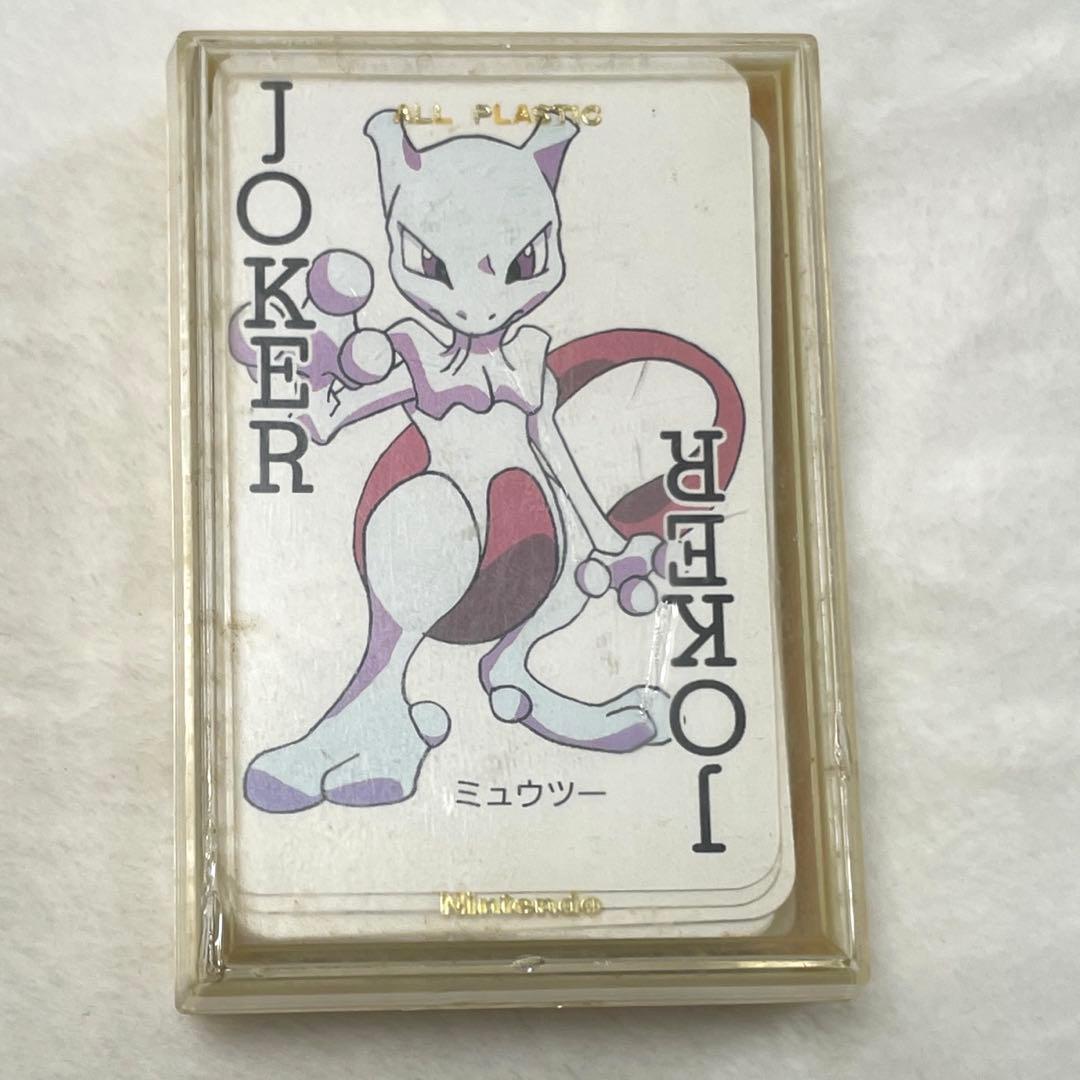 JOKER
ALL PLASTIC
JOKER
ミュウツー
Nintendo